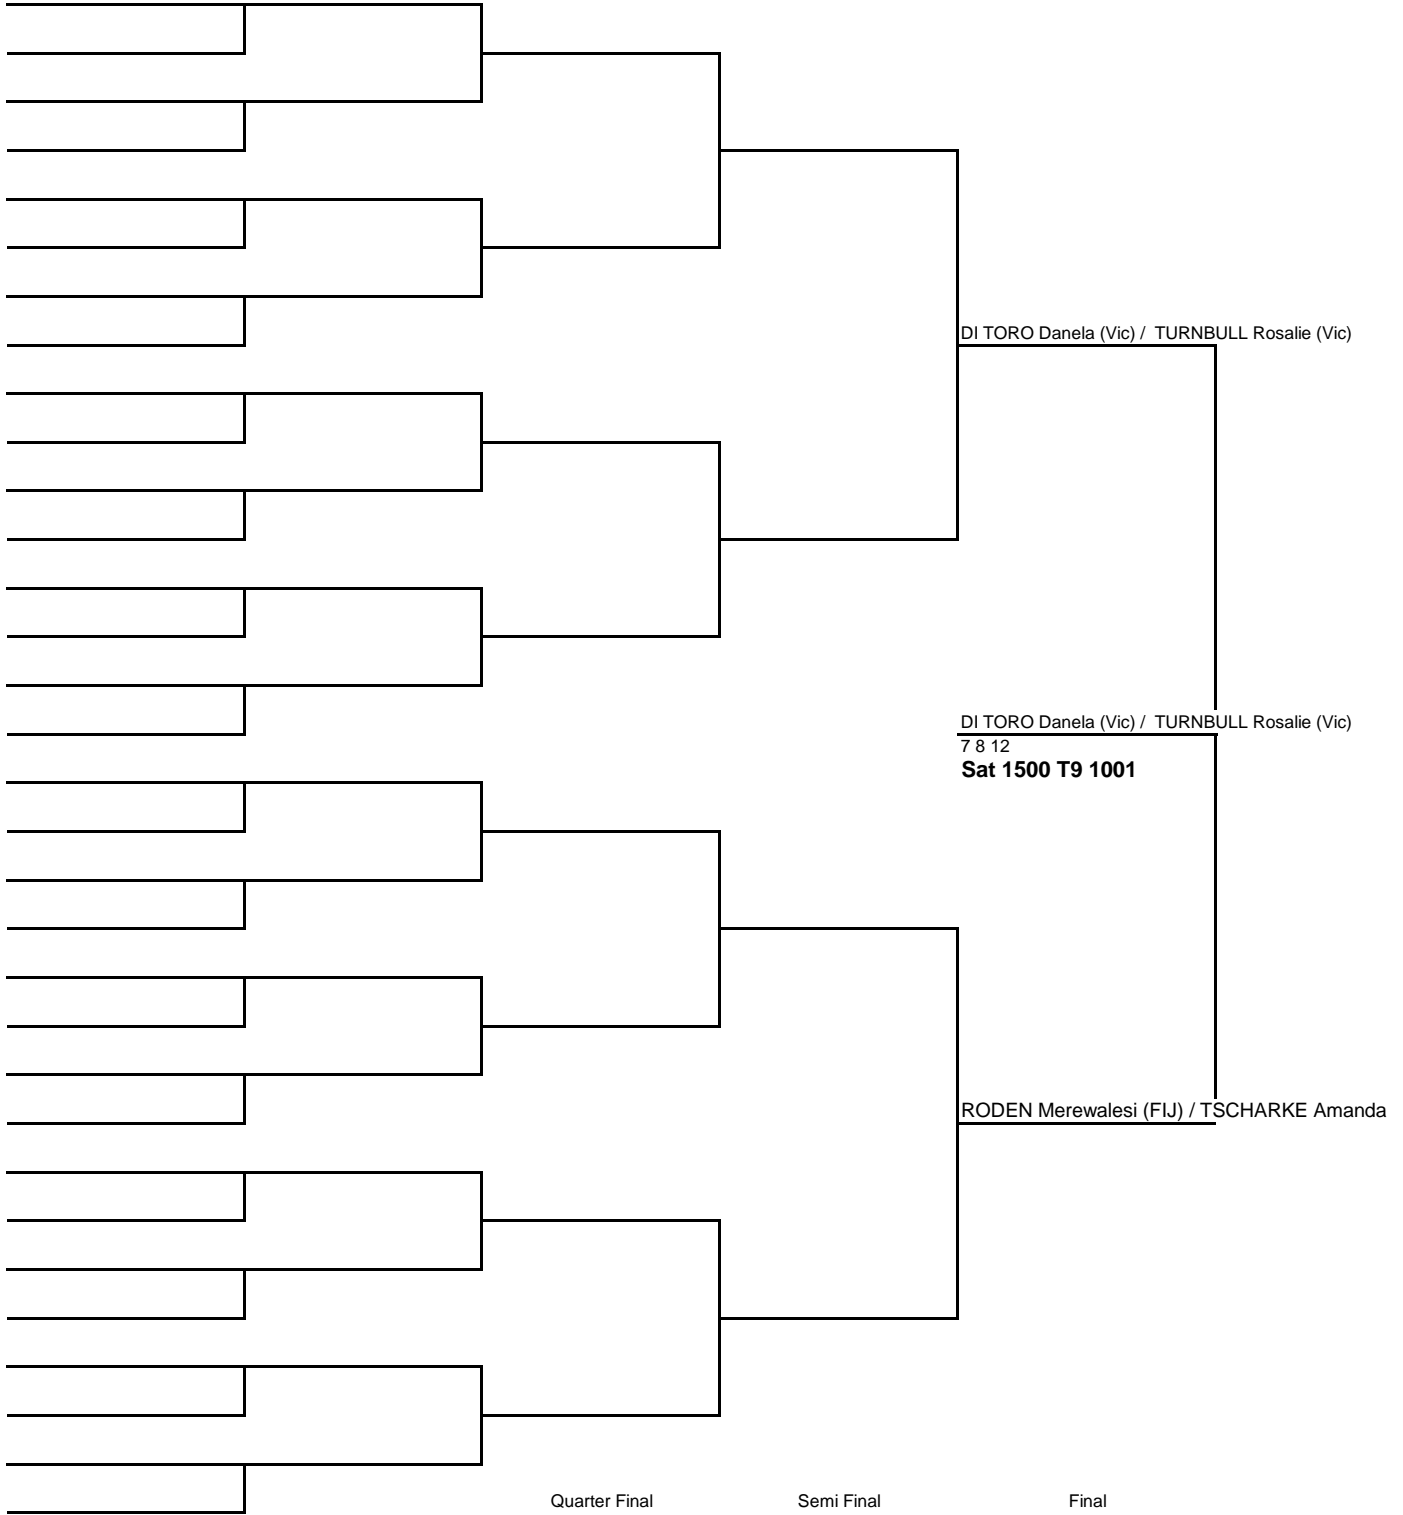 DI TORO Danela (Vic) /  TURNBULL Rosalie (Vic)
DI TORO Danela (Vic) /  TURNBULL Rosalie (Vic)
7 8 12
Sat 1500 T9 1001
RODEN Merewalesi (FIJ) / TSCHARKE Amanda
Quarter Final Semi Final Final